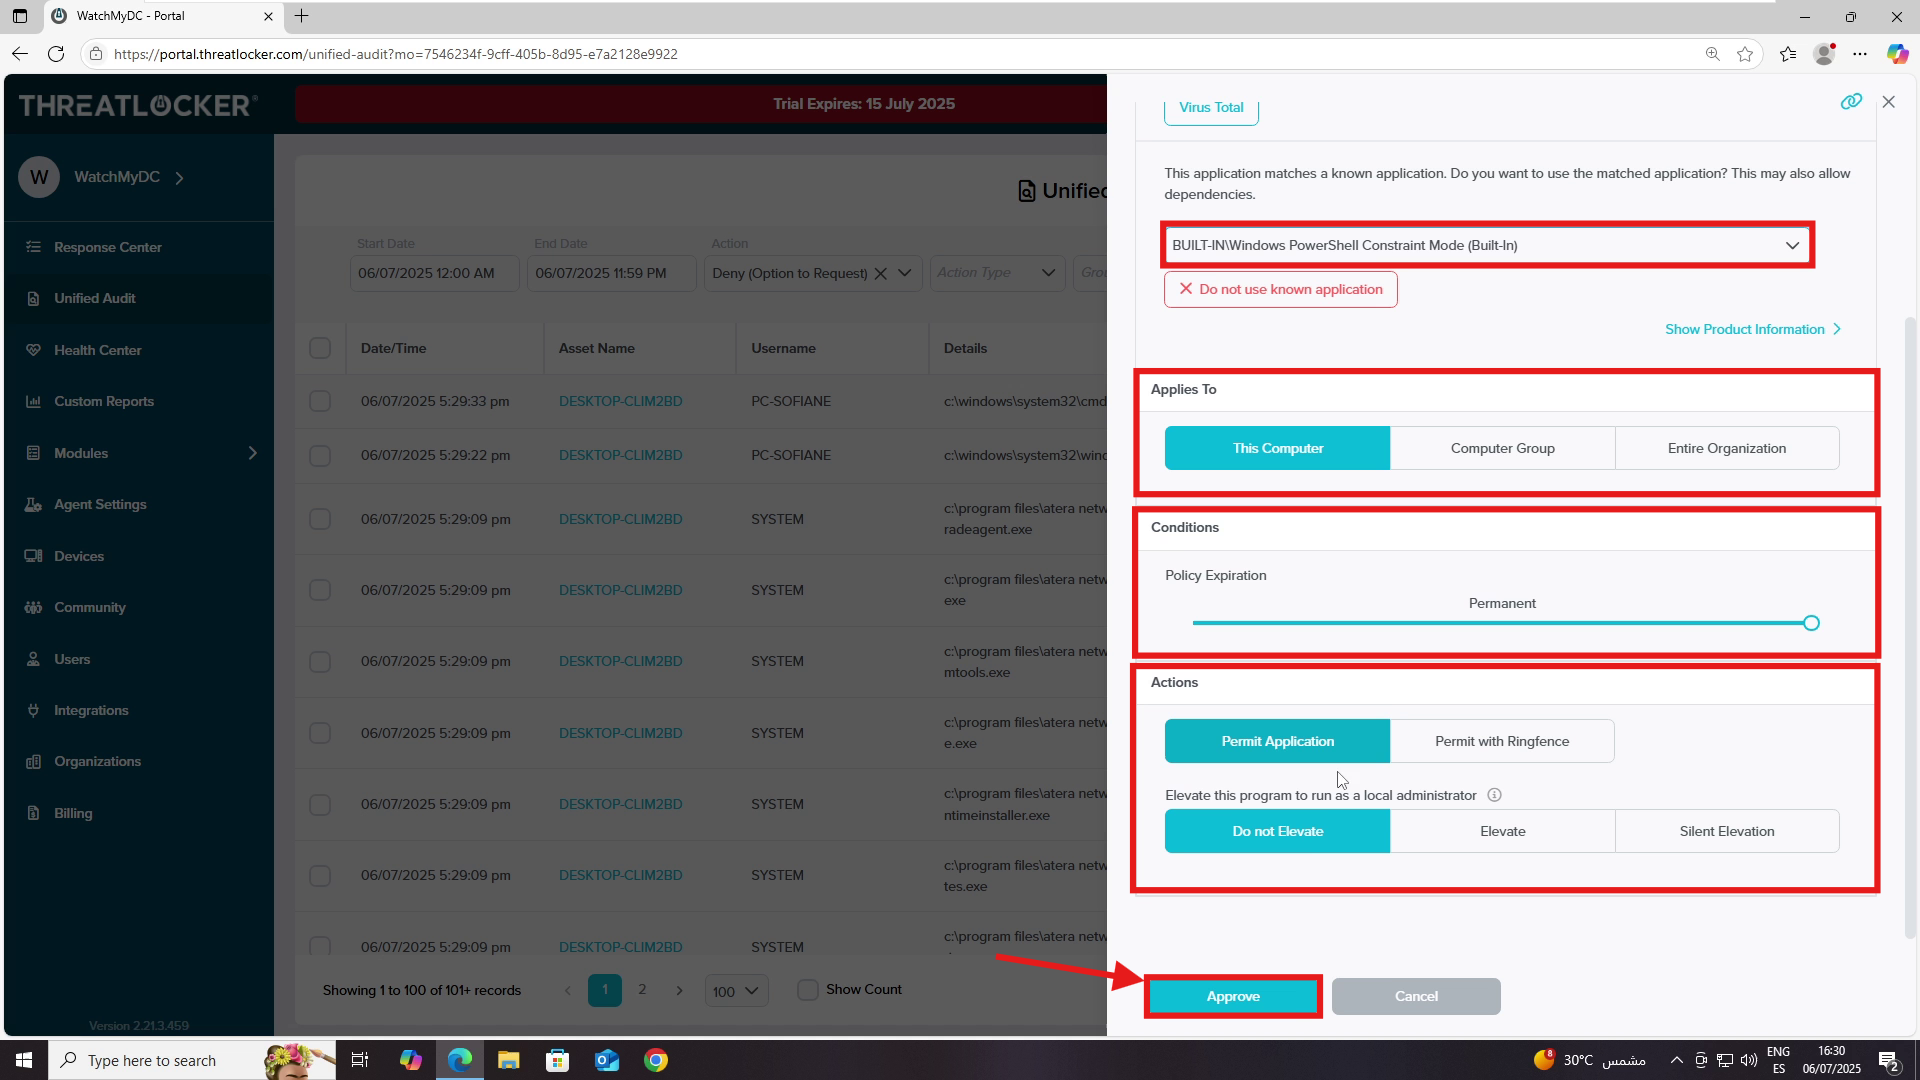 WatchMyDC - Portal
https://portal.threatlocker.com/unified-audit?mo=7546234f-9cff-405b-8d95-e7a2128e9922
THREATLOCKER®
Trial Expires: 15 July 2025
W
WatchMyDC
Response Center
Unified Audit
Health Center
Custom Reports
Modules
Agent Settings
Devices
Community
Users
Integrations
Organizations
Billing
Version 2.21.3.459
Unified
Start Date
End Date
Action
06/07/2025 12:00 AM
06/07/2025 11:59 PM
Deny (Option to Request)
Action Type
Grou
Date/Time
Asset Name
Username
Details
06/07/2025 5:29:33 pm
DESKTOP-CLIM2BD
PC-SOFIANE
c:\windows\system32\cmd
06/07/2025 5:29:22 pm
DESKTOP-CLIM2BD
PC-SOFIANE
c:\windows\system32\wind
06/07/2025 5:29:09 pm
DESKTOP-CLIM2BD
SYSTEM
c:\program files\atera netw
radeagent.exe
06/07/2025 5:29:09 pm
DESKTOP-CLIM2BD
SYSTEM
c:\program files\atera netw
exe
06/07/2025 5:29:09 pm
DESKTOP-CLIM2BD
SYSTEM
c:\program files\atera netw
mtools.exe
06/07/2025 5:29:09 pm
DESKTOP-CLIM2BD
SYSTEM
c:\program files\atera netw
e.exe
06/07/2025 5:29:09 pm
DESKTOP-CLIM2BD
SYSTEM
c:\program files\atera netw
ntimeinstaller.exe
06/07/2025 5:29:09 pm
DESKTOP-CLIM2BD
SYSTEM
c:\program files\atera netw
tes.exe
06/07/2025 5:29:09 pm
DESKTOP-CLIM2BD
SYSTEM
c:\program files\atera netw
Showing 1 to 100 of 101+ records
1
2
100
Show Count
Virus Total
This application matches a known application. Do you want to use the matched application? This may also allow
dependencies.
BUILT-IN\Windows PowerShell Constraint Mode (Built-In)
Do not use known application
Show Product Information
Applies To
This Computer
Computer Group
Entire Organization
Conditions
Policy Expiration
Permanent
Actions
Permit Application
Permit with Ringfence
Elevate this program to run as a local administrator
Do not Elevate
Elevate
Silent Elevation
Approve
Cancel
Type here to search
8
30°C
مشمس
ENG
ES
16:30
06/07/2025
2